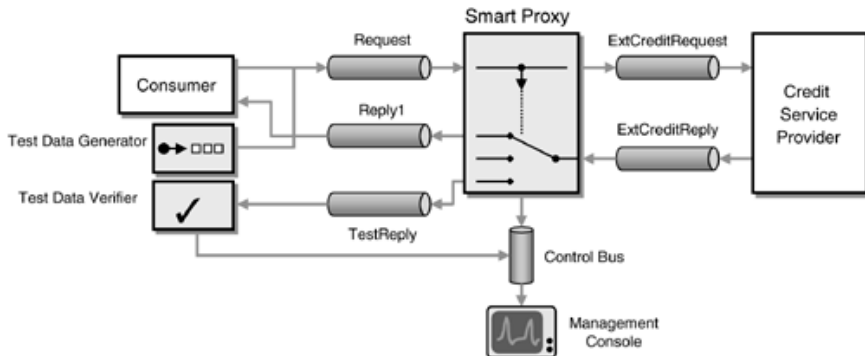 Smart Proxy
Request
ExtCreditRequest
Consumer
Credit
Service
Provider
Reply1
ExtCreditReply
Test Data Generator
Test Data Verifier
TestReply
Control Bus
Management
Console